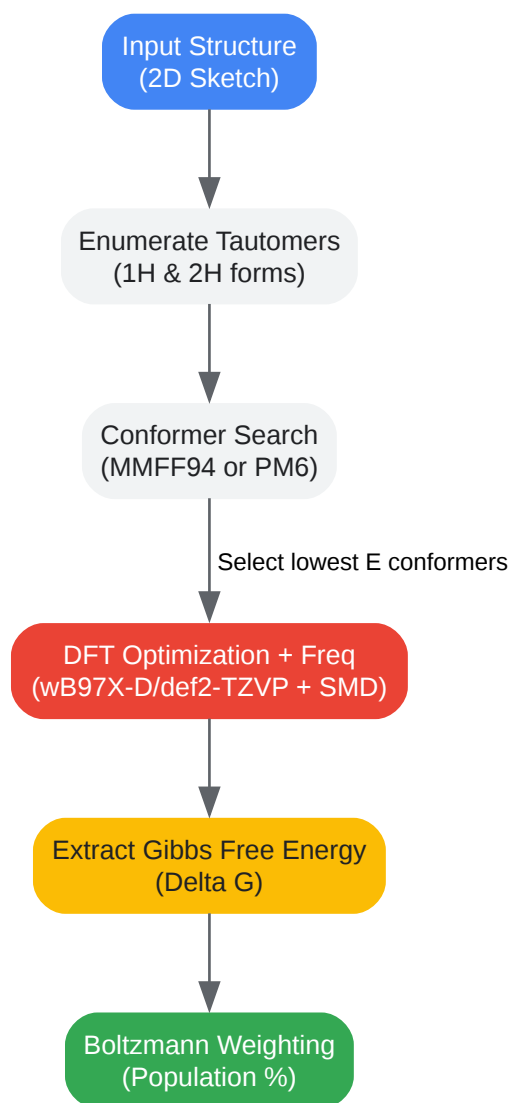 Input Structure
(2D Sketch)
Enumerate Tautomers
(1H & 2H forms)
Conformer Search
(MMFF94 or PM6)
Select lowest E conformers
DFT Optimization + Freq
(wB97X-D/def2-TZVP + SMD)
Extract Gibbs Free Energy
(Delta G)
Boltzmann Weighting
(Population %)